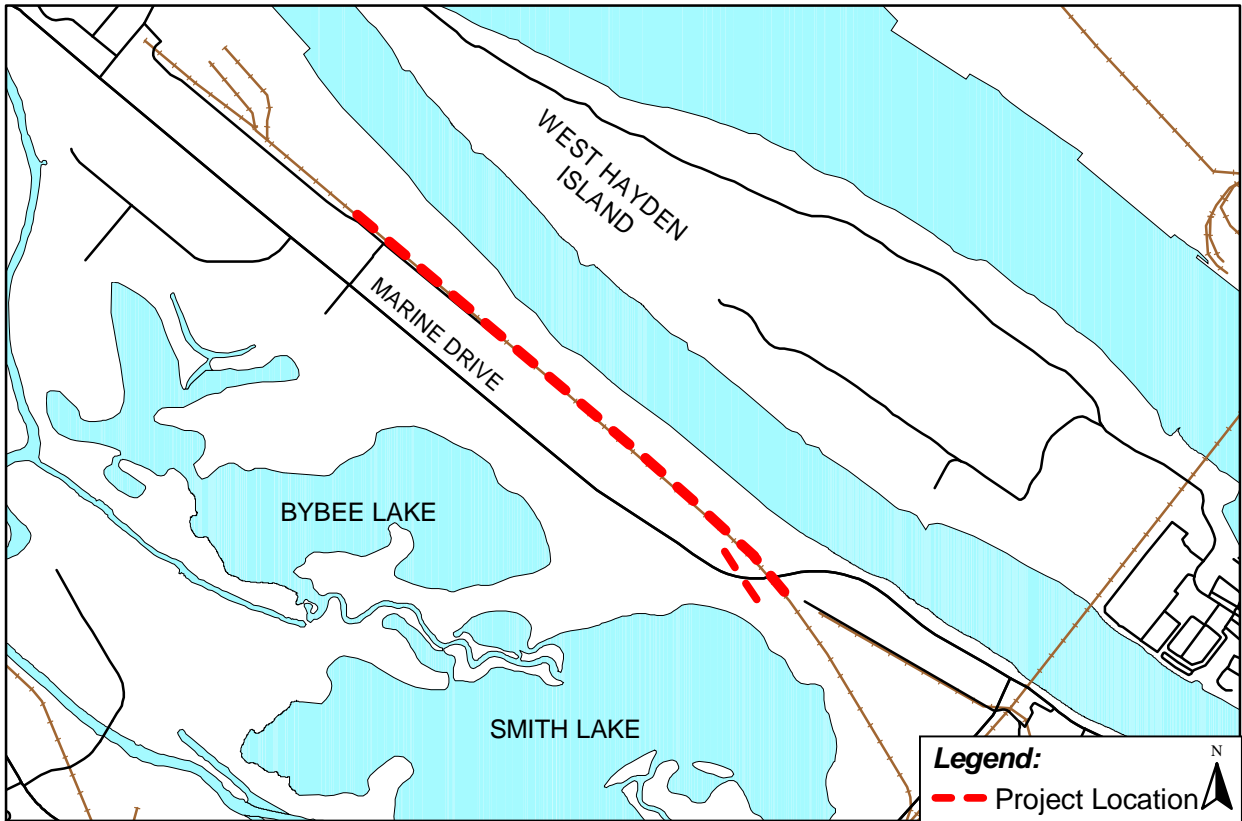 WEST HAYDEN
ISLAND
MARINE DRIVE
BYBEE LAKE
SMITH LAKE
Legend:
N
Project Location